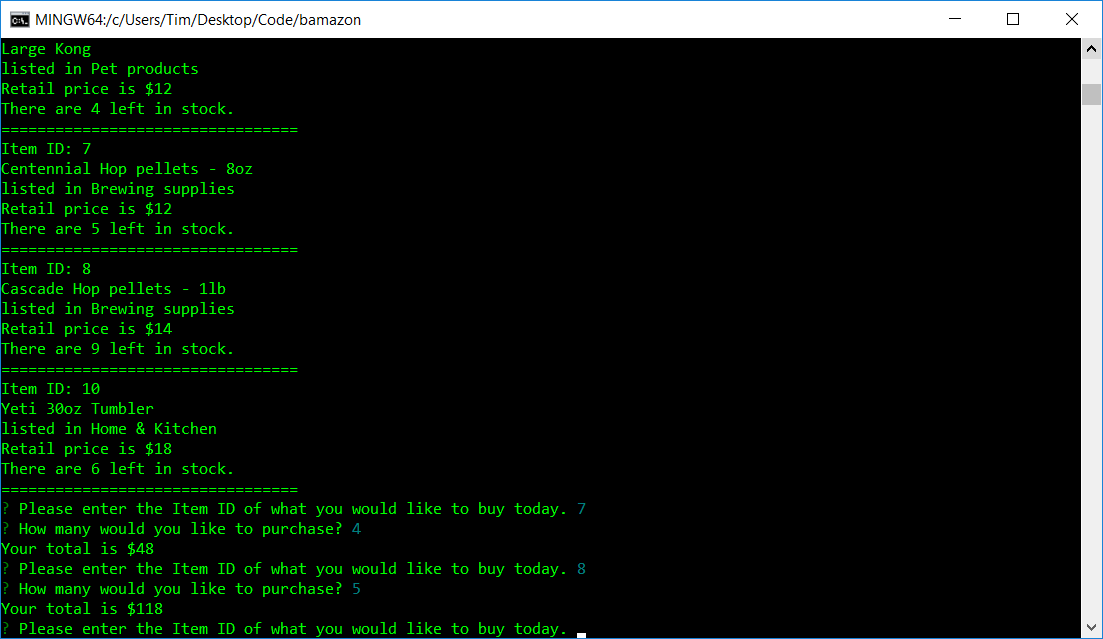 MINGW64:/c/Users/Tim/Desktop/Code/bamazon
Large Kong
listed in Pet products
Retail price is $12
There are 4 left in stock.
=================================
Item ID: 7
Centennial Hop pellets - 8oz
listed in Brewing supplies
Retail price is $12
There are 5 left in stock.
=================================
Item ID: 8
Cascade Hop pellets - 1lb
listed in Brewing supplies
Retail price is $14
There are 9 left in stock.
=================================
Item ID: 10
Yeti 30oz Tumbler
listed in Home & Kitchen
Retail price is $18
There are 6 left in stock.
=================================
? Please enter the Item ID of what you would like to buy today. 7
? How many would you like to purchase? 4
Your total is $48
? Please enter the Item ID of what you would like to buy today. 8
? How many would you like to purchase? 5
Your total is $118
? Please enter the Item ID of what you would like to buy today.